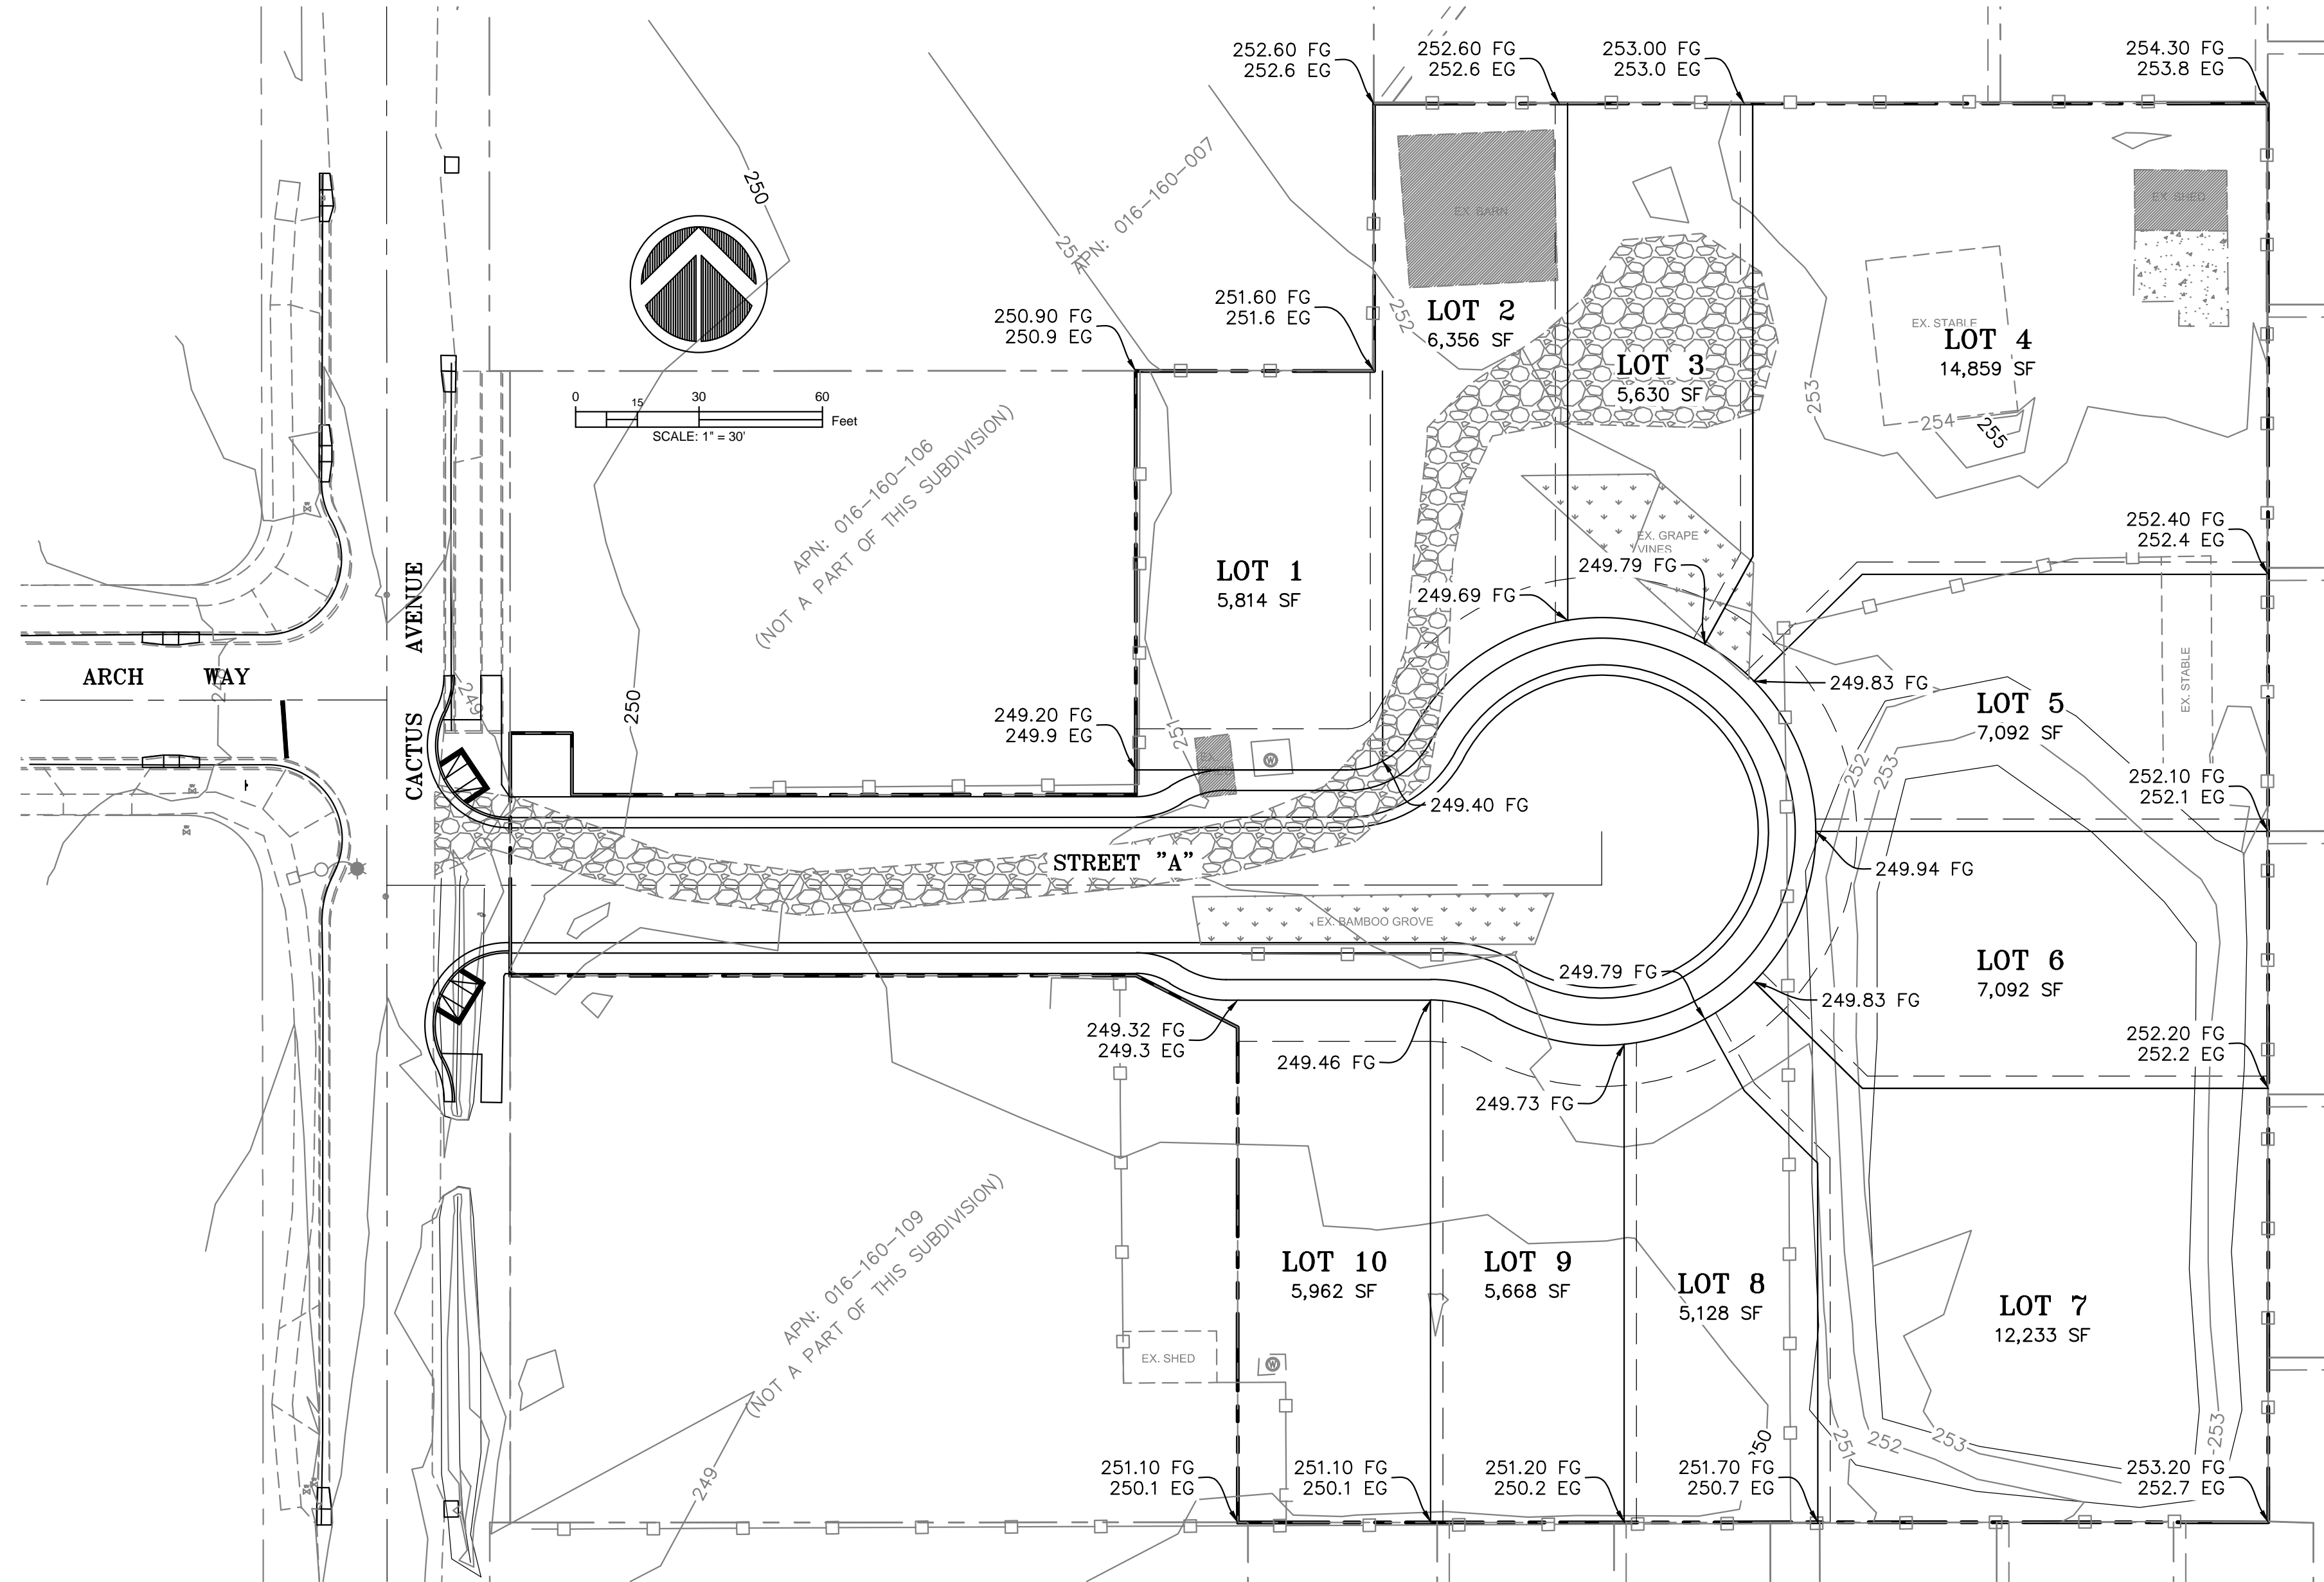 252.60 FG
252.6 EG
252.60 FG
252.6 EG
253.00 FG
253.0 EG
254.30 FG
253.8 EG
250
APN: 016-160-007
EX. BARN
EX. SHED
251.60 FG
251.6 EG
250.90 FG
250.9 EG
252
LOT 2
6,356 SF
EX. STABLE
LOT 4
14,859 SF
LOT 3
5,630 SF
253
254
255
0
15
30
60
Feet
SCALE: 1" = 30'
APN: 016-160-106
(NOT A PART OF THIS SUBDIVISION)
252.40 FG
252.4 EG
EX. GRAPE
VINES
LOT 1
5,814 SF
249.79 FG
249.69 FG
CACTUS AVENUE
ARCH WAY
249
250
249.83 FG
EX. STABLE
LOT 5
7,092 SF
249.20 FG
249.9 EG
251
252
253
252.10 FG
252.1 EG
249.40 FG
STREET "A"
249.94 FG
EX. BAMBOO GROVE
LOT 6
7,092 SF
249.79 FG
249.83 FG
249.32 FG
249.3 EG
249.46 FG
252.20 FG
252.2 EG
249.73 FG
APN: 016-160-109
(NOT A PART OF THIS SUBDIVISION)
LOT 10
5,962 SF
LOT 9
5,668 SF
LOT 8
5,128 SF
LOT 7
12,233 SF
EX. SHED
W
W
249
251.10 FG
250.1 EG
251.10 FG
250.1 EG
251.20 FG
250.2 EG
251.70 FG
250.7 EG
251
252
253
253
253.20 FG
252.7 EG